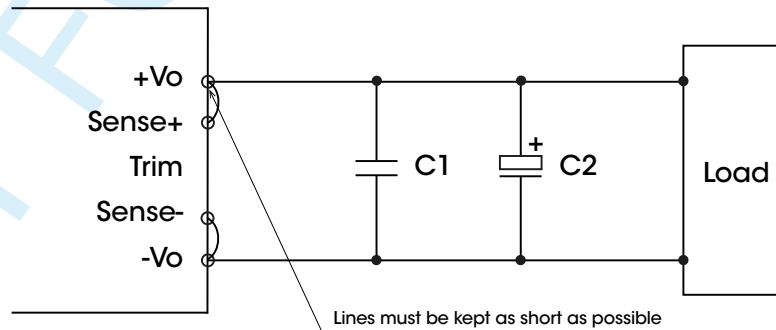 +Vo
Sense+
Trim
Sense-
-Vo
C1
+
C2
Load
Lines must be kept as short as possible